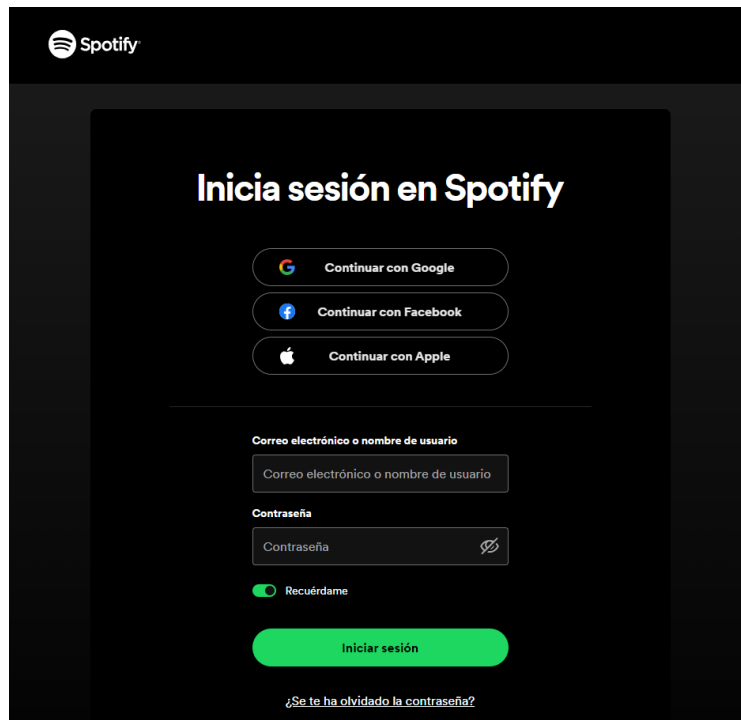 Spotify
Inicia sesión en Spotify
Continuar con Google
Continuar con Facebook
Continuar con Apple
Correo electrónico o nombre de usuario
Correo electrónico o nombre de usuario
Contraseña
Contraseña
Recuérdame
Iniciar sesión
¿Se te ha olvidado la contraseña?